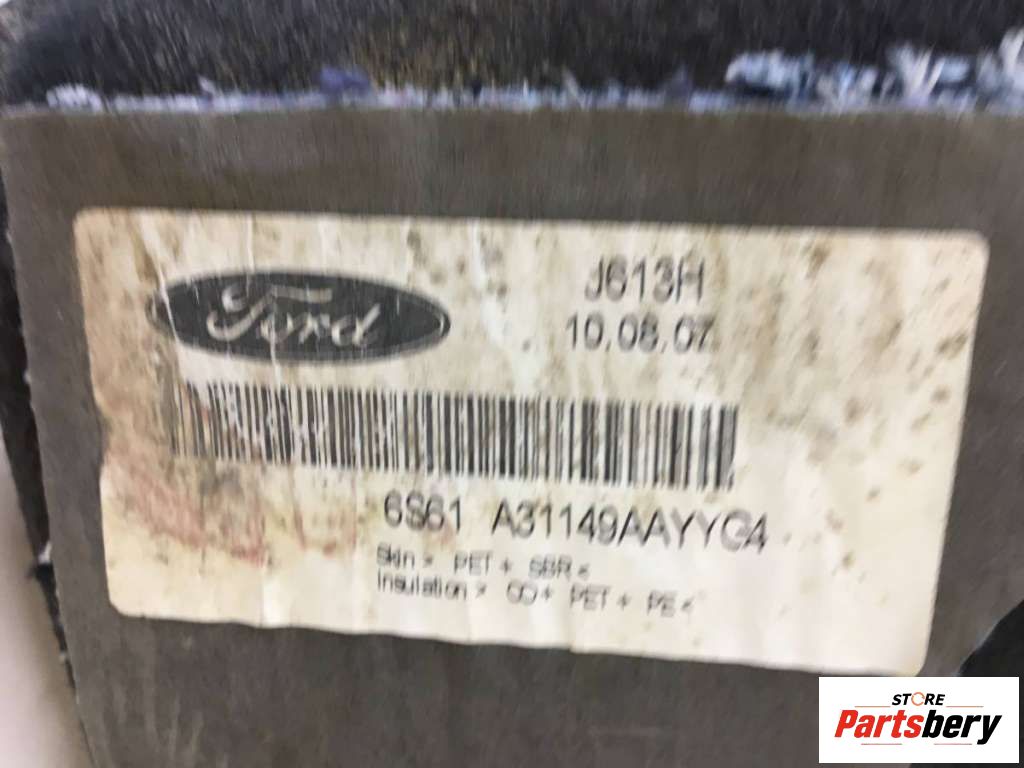 Ford
J613H
10.08.07
6S61 A31149AAYYG4
Skin > PET + SBR <
Insulation > CO + PET + PE <
STORE
Partsbery